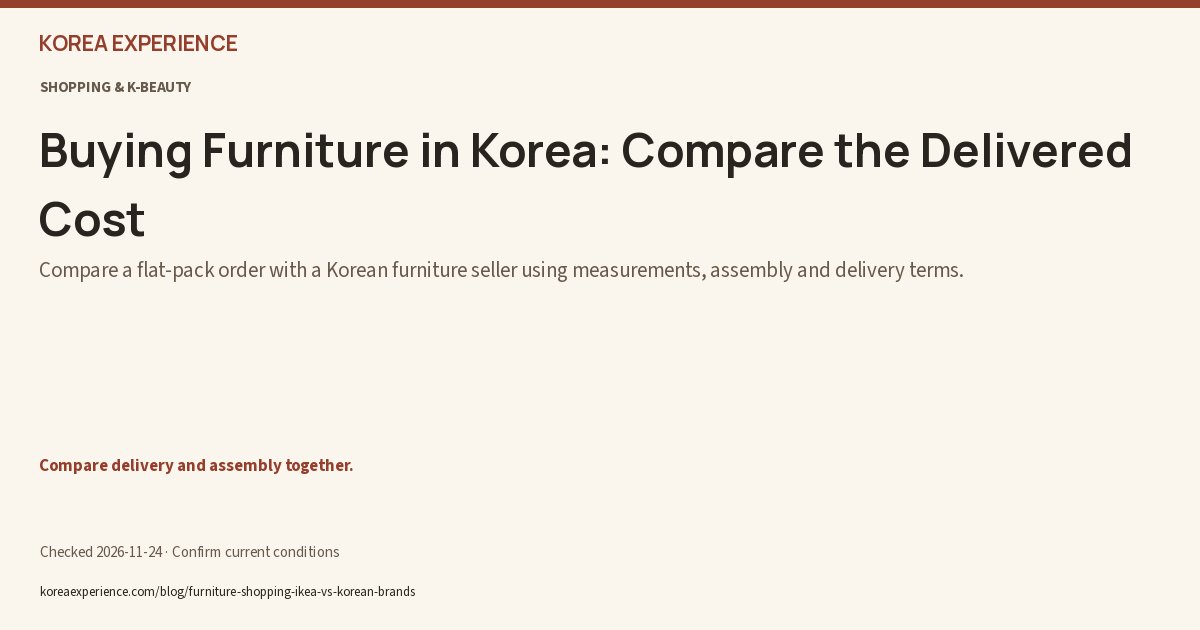 KOREA EXPERIENCE
SHOPPING & K-BEAUTY
Buying Furniture in Korea: Compare the Delivered
Cost
Compare a flat-pack order with a Korean furniture seller using measurements, assembly and delivery terms.
Compare delivery and assembly together.
Checked 2026-11-24 · Confirm current conditions
koreaexperience.com/blog/furniture-shopping-ikea-vs-korean-brands